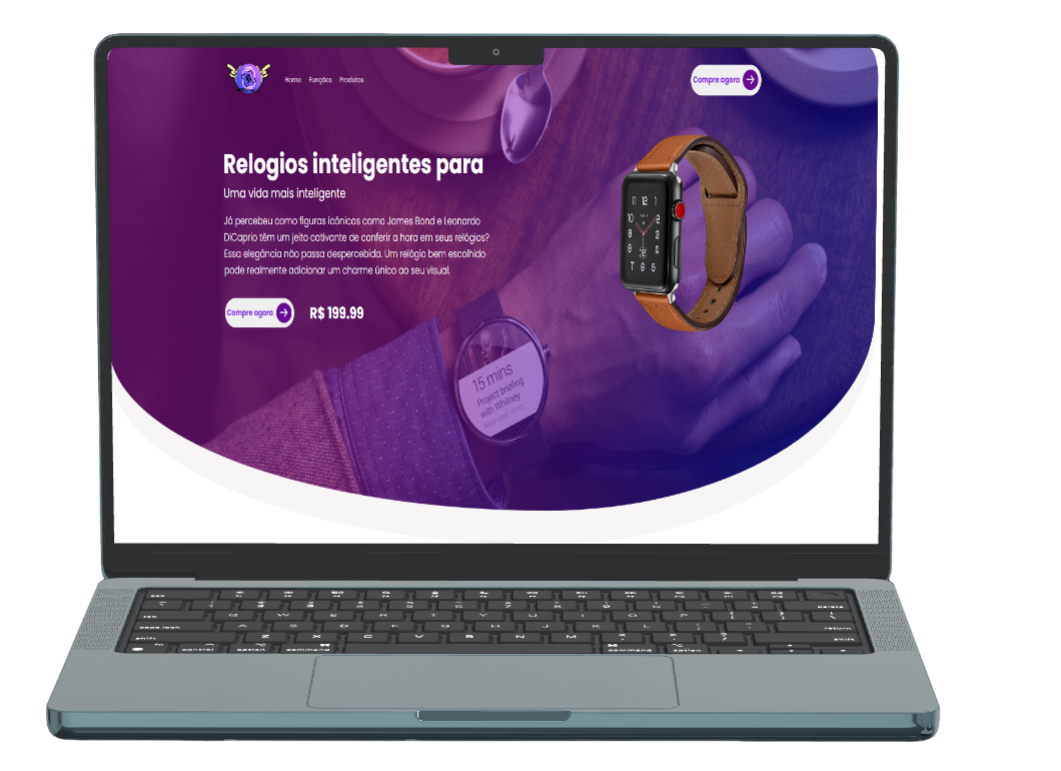 Home Funções Produtos
Compre agora
Relogios inteligentes para
Uma vida mais inteligente
Já percebeu como figuras icônicas como James Bond e Leonardo
DiCaprio têm um jeito cativante de conferir a hora em seus relógios?
Essa elegância não passa despercebida. Um relógio bem escolhido
pode realmente adicionar um charme único ao seu visual.
Compre agora
R$ 199.99
15 mins
Project briefing
with Whitney